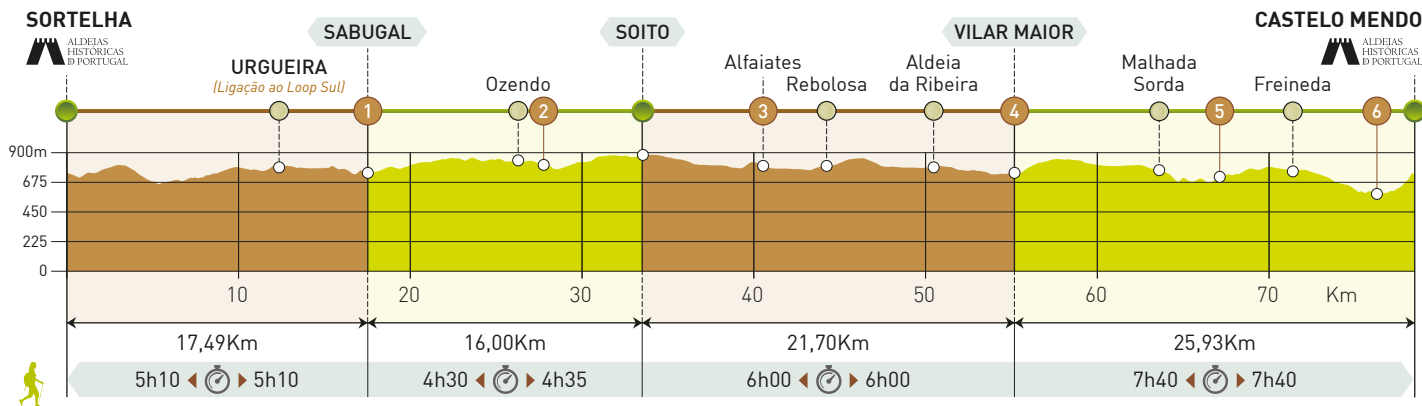 SORTELHA
ALDEIAS
HISTÓRICAS
D PORTUGAL
SABUGAL
SOITO
VILAR MAIOR
CASTELO MENDO
ALDEIAS
HISTÓRICAS
D PORTUGAL
URGUEIRA
(Ligação ao Loop Sul)
Ozendo
Alfaiates
Rebolosa
Aldeia
da Ribeira
Malhada
Sorda
Freineda
1
2
3
4
5
6
900m
675
450
225
0
10 20 30 40 50 60 70 Km
17,49Km 16,00Km 21,70Km 25,93Km
5h10 5h10 4h30 4h35 6h00 6h00 7h40 7h40